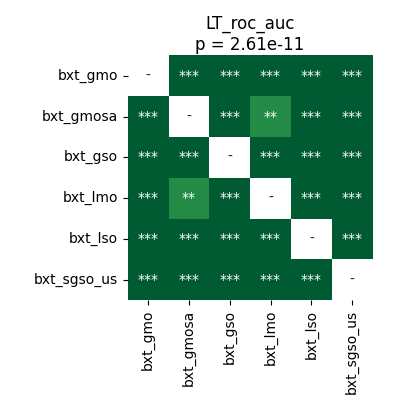 LT_roc_auc
p = 2.61e-11
bxt_gmo - *** *** *** *** ***
bxt_gmosa *** - *** ** *** ***
bxt_gso *** *** - *** *** ***
bxt_lmo *** ** *** - *** ***
bxt_lso *** *** *** *** - ***
bxt_sgso_us *** *** *** *** *** -
bxt_gmo
bxt_gmosa
bxt_gso
bxt_lmo
bxt_lso
bxt_sgso_us